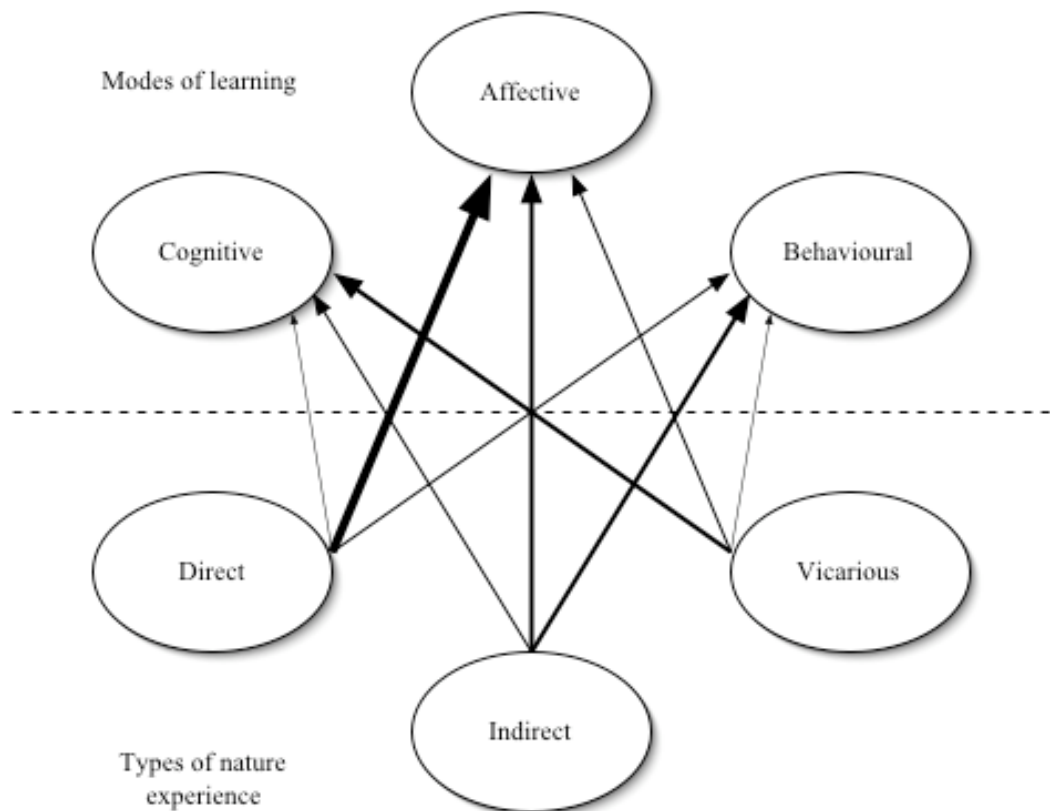 Modes of learning
Affective
Cognitive
Behavioural
Direct
Vicarious
Indirect
Types of nature
experience